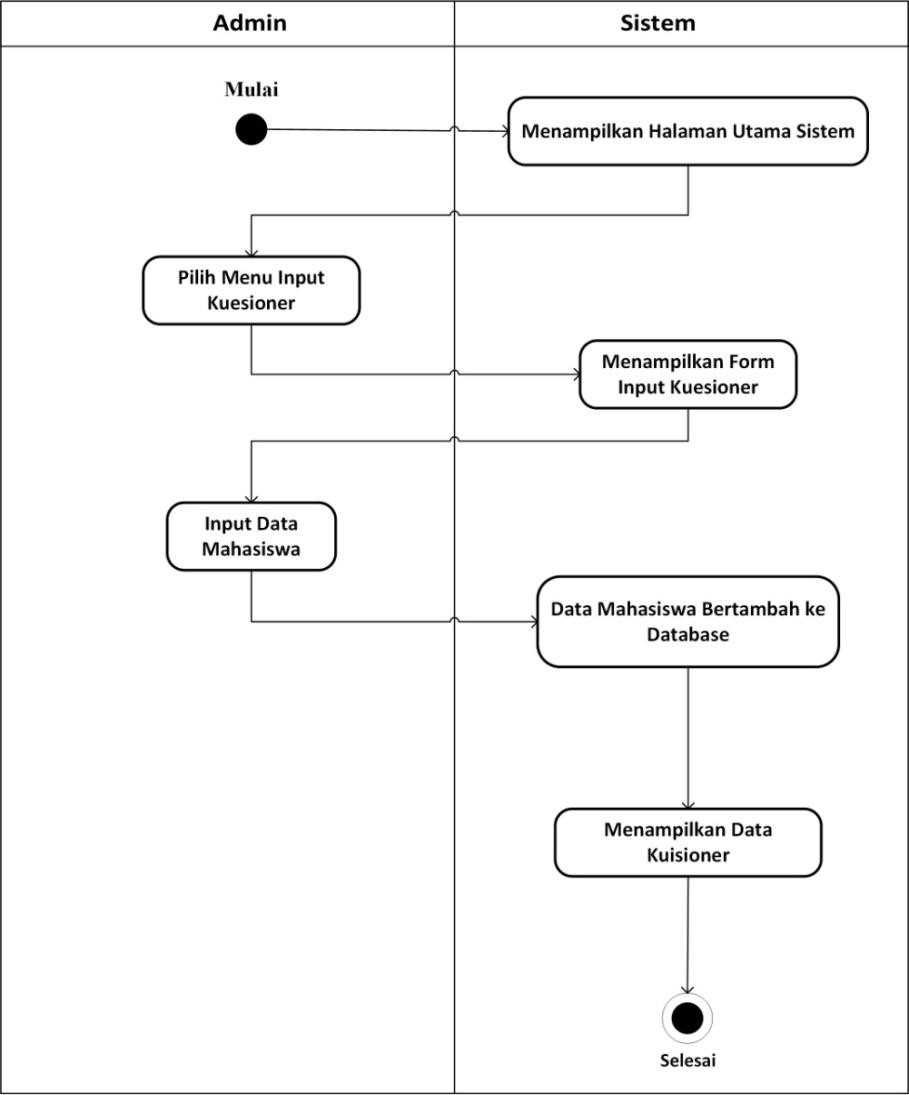 Admin
Sistem
Mulai
Menampilkan Halaman Utama Sistem
Pilih Menu Input
Kuesioner
Menampilkan Form
Input Kuesioner
Input Data
Mahasiswa
Data Mahasiswa Bertambah ke
Database
Menampilkan Data
Kuisioner
Selesai